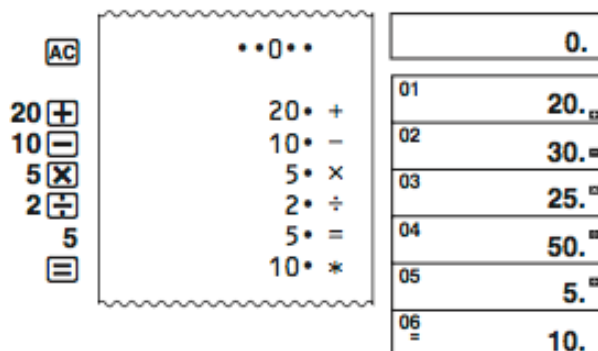 AC ••0•• 0.
20 + 20• + 01 20. +
10 − 10• − 02 30. −
5 × 5• × 03 25. ×
2 ÷ 2• ÷ 04 50. ÷
5 5• = 05 5. =
= 10• * 06 = 10.